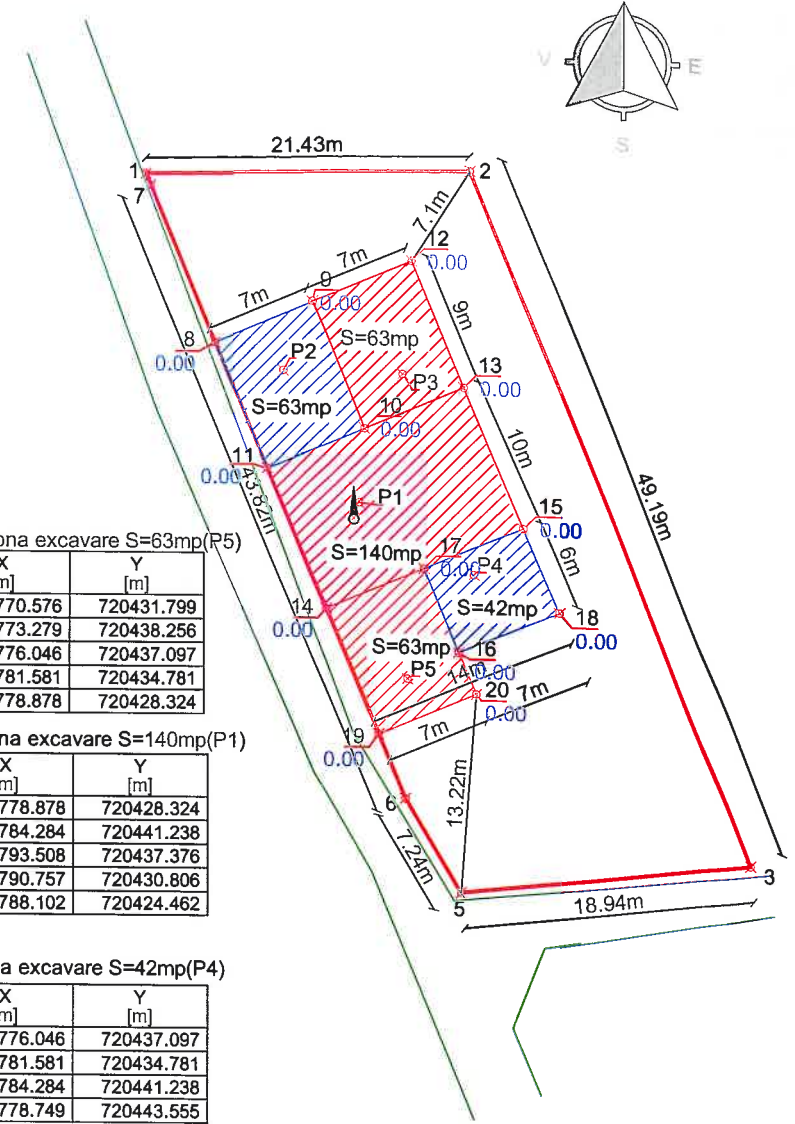 V
E
S
21.43m
1
2
7
7.1m
12
0.00
7m
7m
9
0.00
9m
8
0.00
P2
S=63mp
P3
S=63mp
13
0.00
10
0.00
11
0.00
43.82m
10m
49.19m
P1
S=140mp
15
0.00
17
0.00
P4
6m
S=42mp
14
0.00
18
0.00
S=63mp
16
0.00
P5
14m
7m
20
0.00
19
0.00
7m
13.22m
6
7.24m
5
3
18.94m
ona excavare S=63mp(P5)
X Y
m] [m]
770.576 720431.799
773.279 720438.256
776.046 720437.097
781.581 720434.781
778.878 720428.324
na excavare S=140mp(P1)
X Y
m] [m]
778.878 720428.324
784.284 720441.238
793.508 720437.376
790.757 720430.806
788.102 720424.462
a excavare S=42mp(P4)
X Y
m] [m]
776.046 720437.097
781.581 720434.781
784.284 720441.238
778.749 720443.555